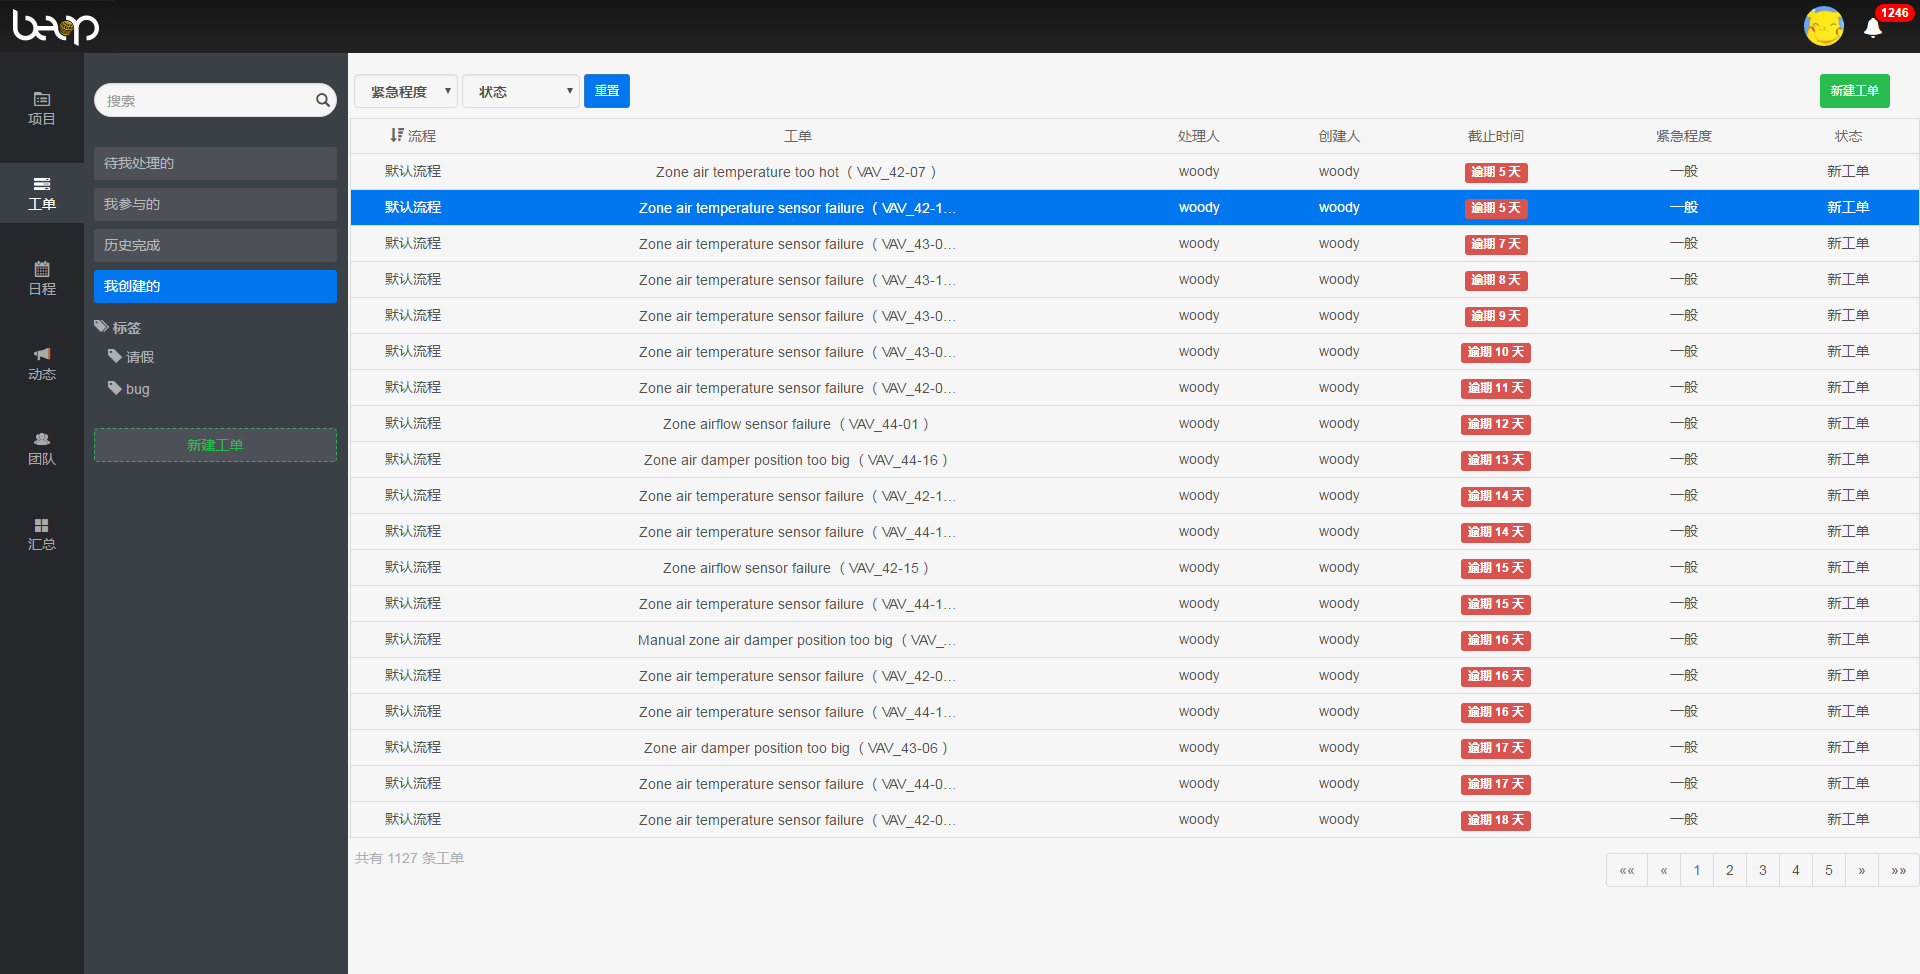 beop
1246
项目
工单
日程
动态
团队
汇总
搜索
待我处理的
我参与的
历史完成
我创建的
标签
请假
bug
新建工单
紧急程度 状态 重置 新建工单
流程 工单 处理人 创建人 截止时间 紧急程度 状态
默认流程 Zone air temperature too hot（VAV_42-07） woody woody 逾期 5 天 一般 新工单
默认流程 Zone air temperature sensor failure（VAV_42-1... woody woody 逾期 5 天 一般 新工单
默认流程 Zone air temperature sensor failure（VAV_43-0... woody woody 逾期 7 天 一般 新工单
默认流程 Zone air temperature sensor failure（VAV_43-1... woody woody 逾期 8 天 一般 新工单
默认流程 Zone air temperature sensor failure（VAV_43-0... woody woody 逾期 9 天 一般 新工单
默认流程 Zone air temperature sensor failure（VAV_43-0... woody woody 逾期 10 天 一般 新工单
默认流程 Zone air temperature sensor failure（VAV_42-0... woody woody 逾期 11 天 一般 新工单
默认流程 Zone airflow sensor failure（VAV_44-01） woody woody 逾期 12 天 一般 新工单
默认流程 Zone air damper position too big（VAV_44-16） woody woody 逾期 13 天 一般 新工单
默认流程 Zone air temperature sensor failure（VAV_42-1... woody woody 逾期 14 天 一般 新工单
默认流程 Zone air temperature sensor failure（VAV_44-1... woody woody 逾期 14 天 一般 新工单
默认流程 Zone airflow sensor failure（VAV_42-15） woody woody 逾期 15 天 一般 新工单
默认流程 Zone air temperature sensor failure（VAV_44-1... woody woody 逾期 15 天 一般 新工单
默认流程 Manual zone air damper position too big（VAV_... woody woody 逾期 16 天 一般 新工单
默认流程 Zone air temperature sensor failure（VAV_42-0... woody woody 逾期 16 天 一般 新工单
默认流程 Zone air temperature sensor failure（VAV_44-1... woody woody 逾期 16 天 一般 新工单
默认流程 Zone air damper position too big（VAV_43-06） woody woody 逾期 17 天 一般 新工单
默认流程 Zone air temperature sensor failure（VAV_44-0... woody woody 逾期 17 天 一般 新工单
默认流程 Zone air temperature sensor failure（VAV_42-0... woody woody 逾期 18 天 一般 新工单
共有 1127 条工单
«« « 1 2 3 4 5 » »»